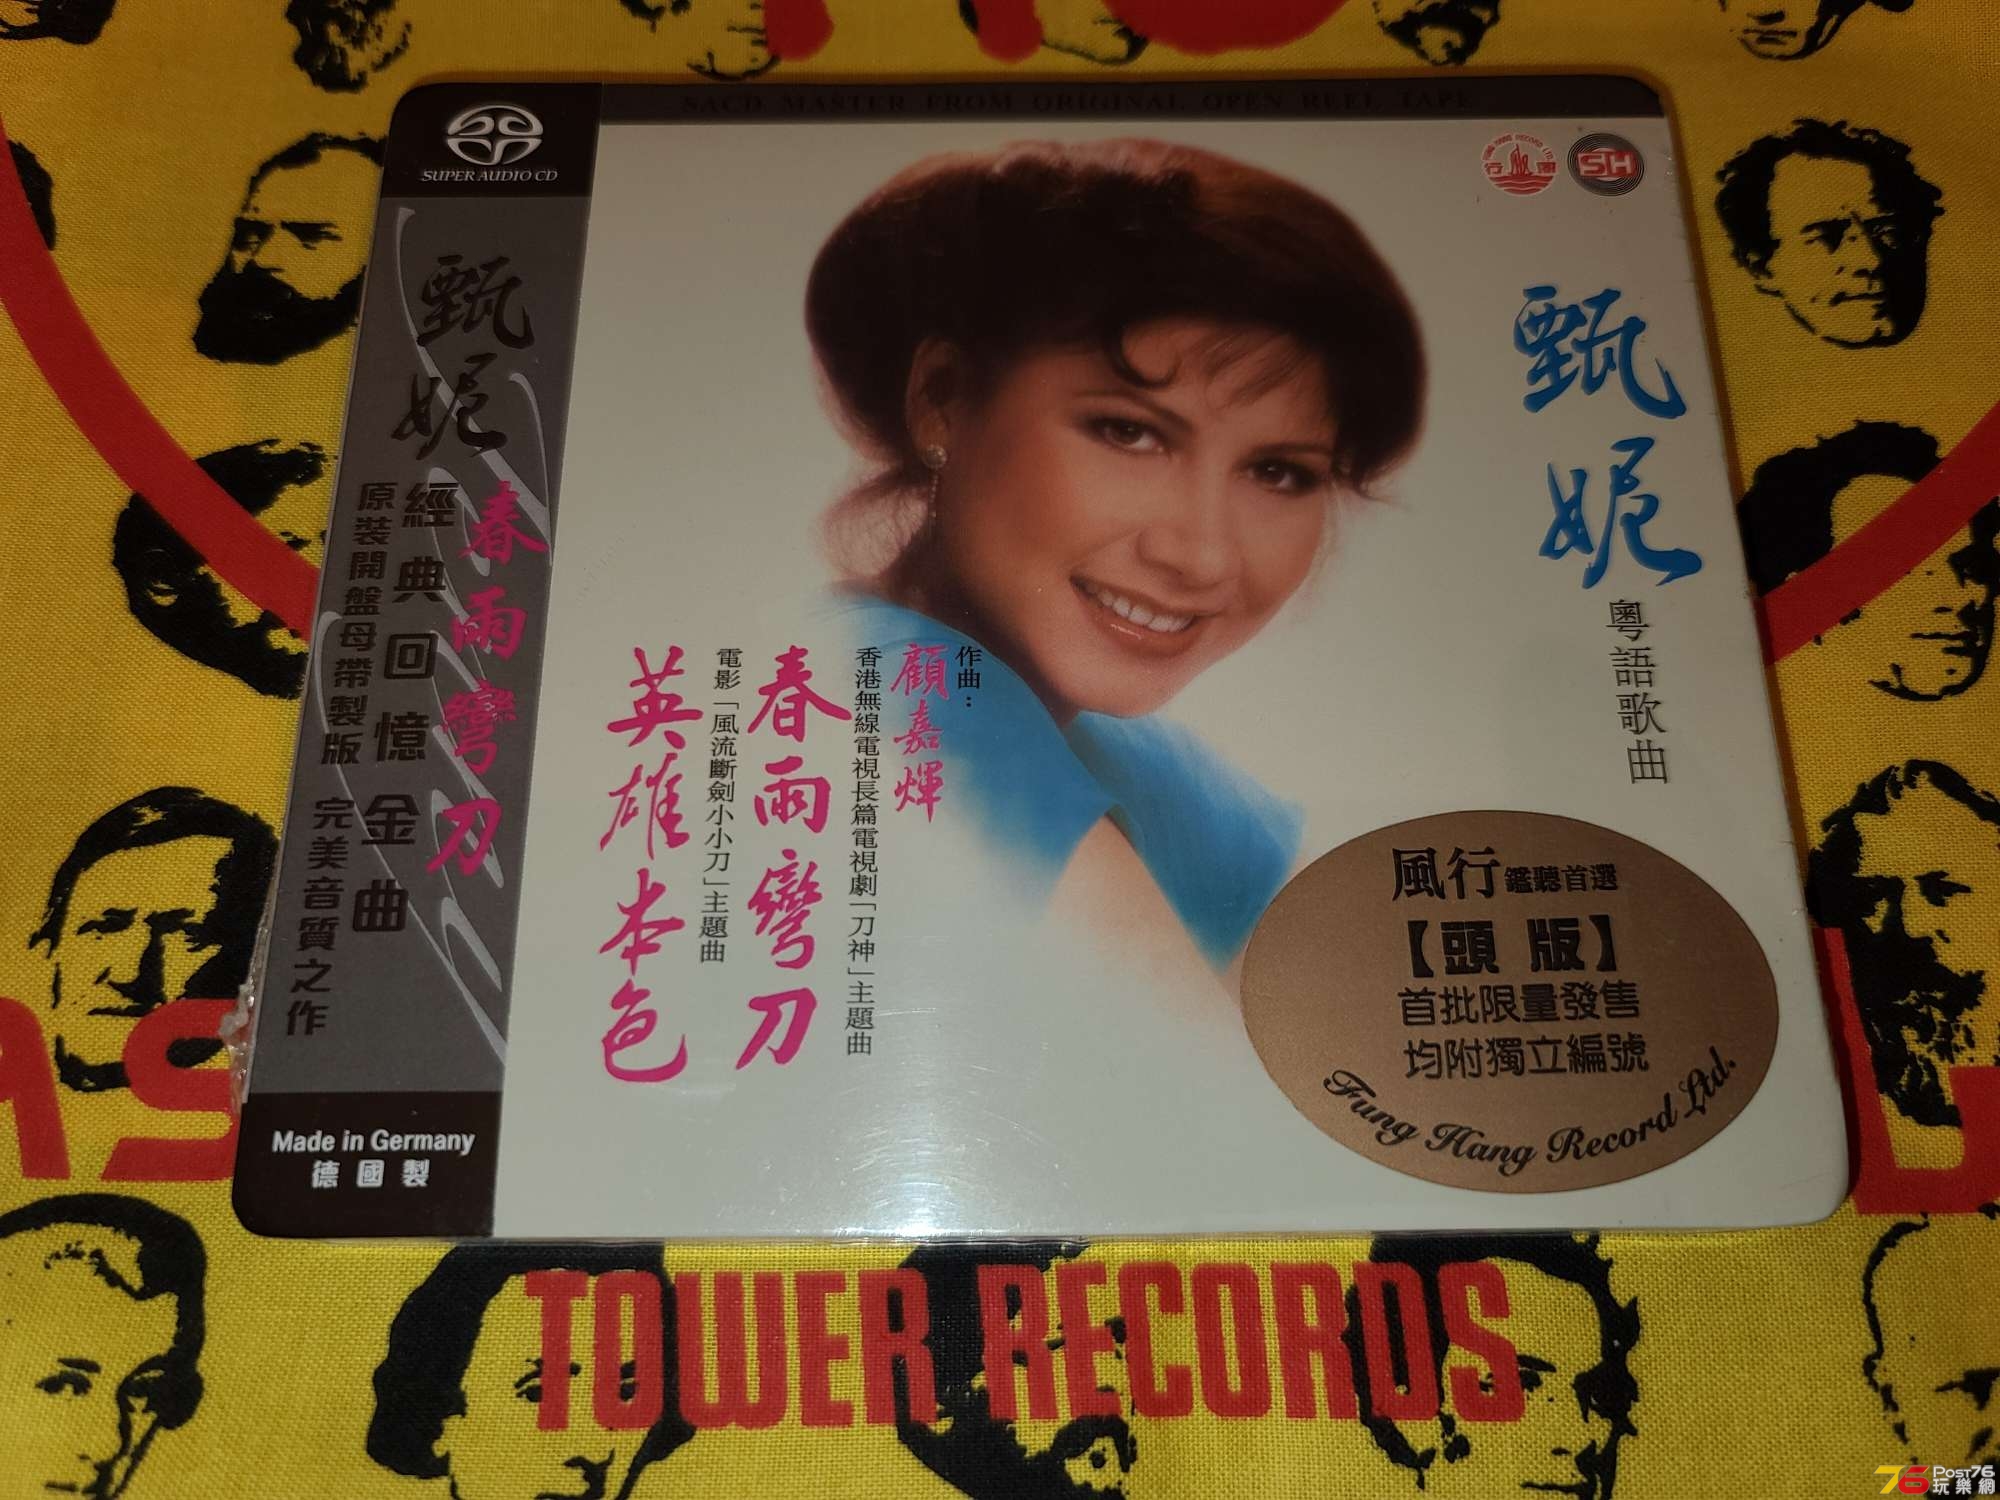 SUPER AUDIO CD
SACD MASTER FROM ORIGINAL OPEN REEL TAPE
甄妮
春雨彎刀
經典回憶金曲
原裝開盤母帶製版 完美音質之作
Made in Germany
德國製
FUNG HANG RECORD LTD.
風行
SH
甄妮
粵語歌曲
作曲：
顧嘉煇
香港無線電視長篇電視劇「刀神」主題曲
春雨彎刀
電影「風流斷劍小小刀」主題曲
英雄本色
風行鑑聽首選
【頭版】
首批限量發售
均附獨立編號
Fung Hang Record Ltd.
TOWER RECORDS
76 POST76
玩樂網